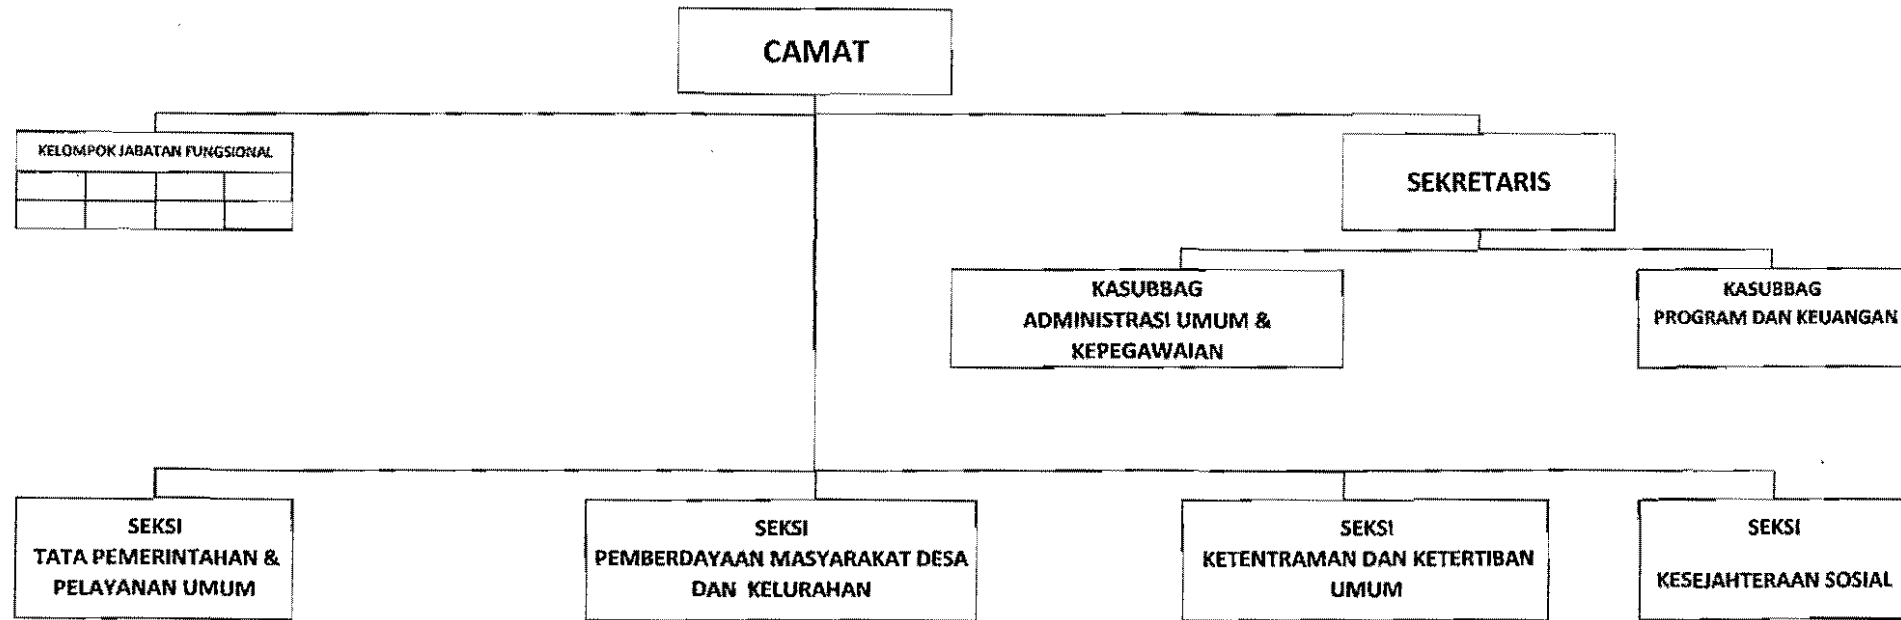 CAMAT
KELOMPOK JABATAN FUNGSIONAL
SEKRETARIS
KASUBBAG
ADMINISTRASI UMUM &
KEPEGAWAIAN
KASUBBAG
PROGRAM DAN KEUANGAN
SEKSI
TATA PEMERINTAHAN &
PELAYANAN UMUM
SEKSI
PEMBERDAYAAN MASYARAKAT DESA
DAN KELURAHAN
SEKSI
KETENTRAMAN DAN KETERTIBAN
UMUM
SEKSI
KESEJAHTERAAN SOSIAL